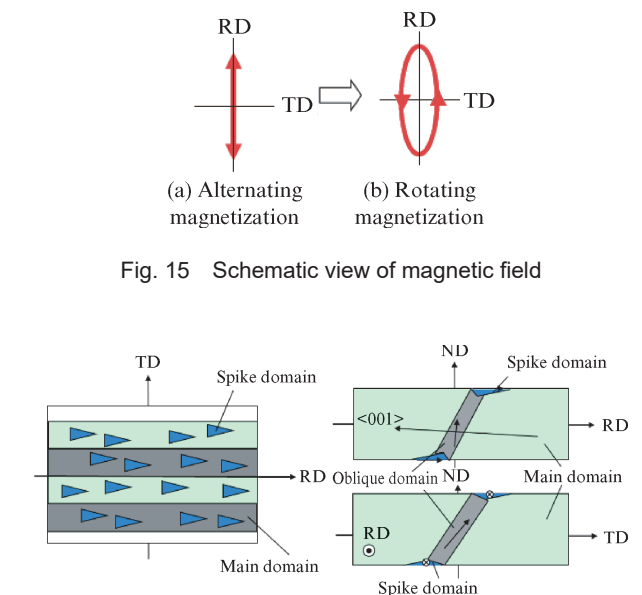 RD
TD
(a) Alternating
magnetization
RD
TD
(b) Rotating
magnetization
Fig. 15 Schematic view of magnetic field
TD
Spike domain
RD
Main domain
ND
Spike domain
<001>
RD
Oblique domain
Main domain
ND
RD
TD
Spike domain